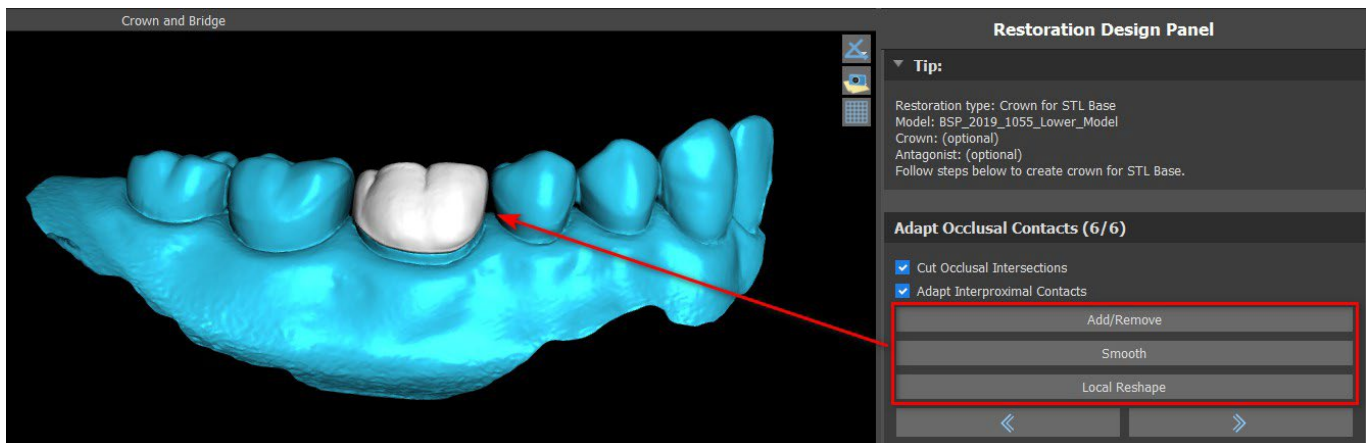 Crown and Bridge
Restoration Design Panel
Tip:
Restoration type: Crown for STL Base
Model: BSP_2019_1055_Lower_Model
Crown: (optional)
Antagonist: (optional)
Follow steps below to create crown for STL Base.
Adapt Occlusal Contacts (6/6)
Cut Occlusal Intersections
Adapt Interproximal Contacts
Add/Remove
Smooth
Local Reshape